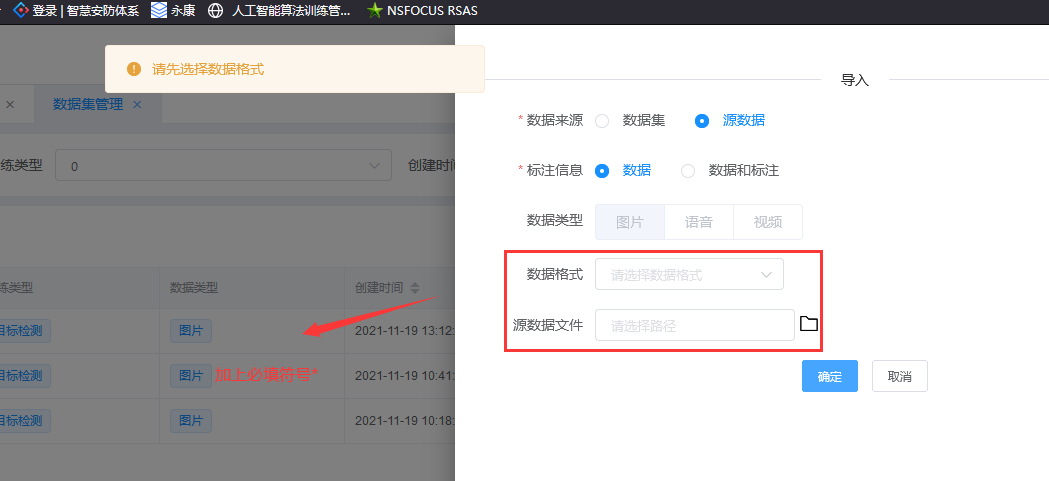 登录 | 智慧安防体系 永康 人工智能算法训练管... NSFOCUS RSAS
请先选择数据格式
导入
数据集管理
* 数据来源 数据集 源数据
练类型 0 创建时间
* 标注信息 数据 数据和标注
数据类型 图片 语音 视频
数据格式 请选择数据格式
练类型 数据类型 创建时间
源数据文件 请选择路径
目标检测 图片 2021-11-19 13:12:
目标检测 图片 加上必填符号* 2021-11-19 10:41:
确定 取消
目标检测 图片 2021-11-19 10:18: